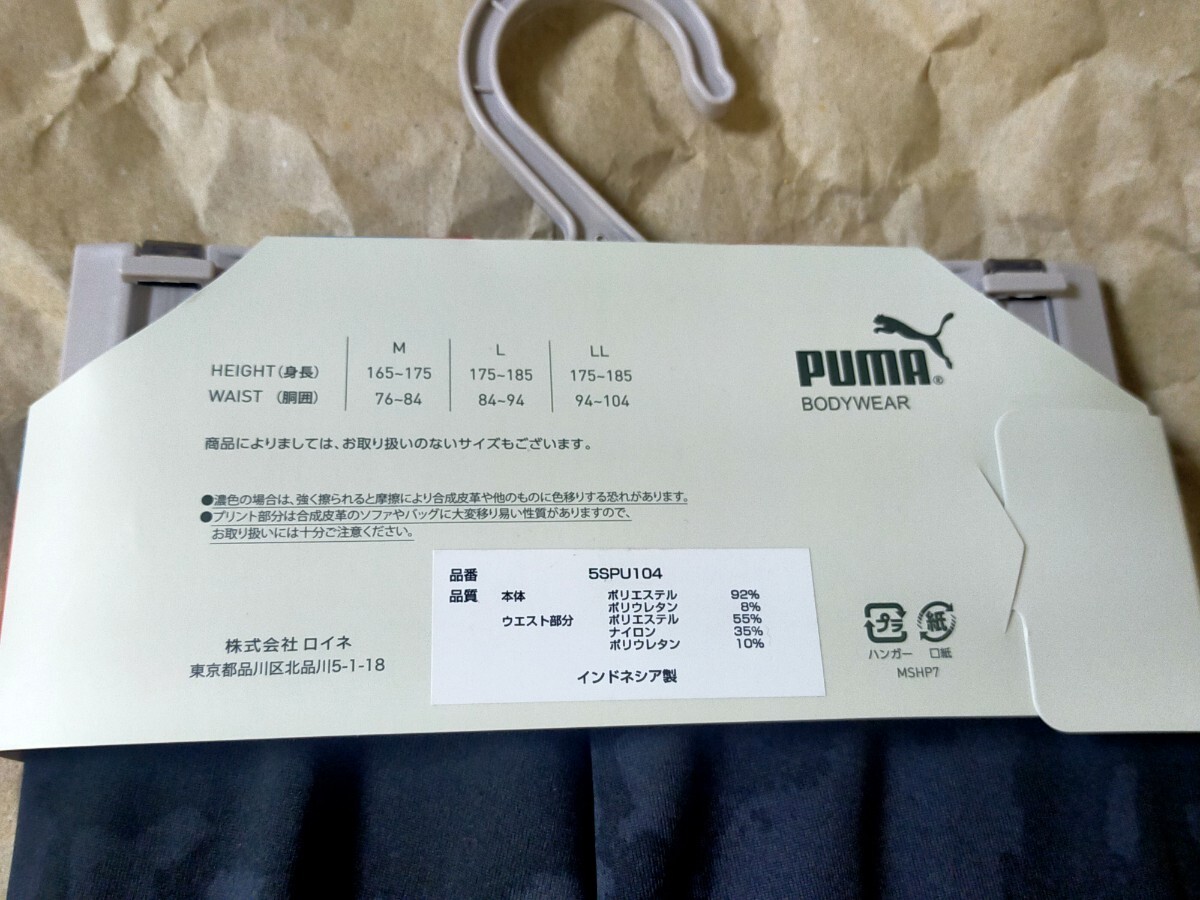 M L LL
HEIGHT(身長) 165~175 175~185 175~185
WAIST (胴囲) 76~84 84~94 94~104
商品によりましては、お取り扱いのないサイズもございます。
●濃色の場合は、強く擦られると摩擦により合成皮革や他のものに色移りする恐れがあります。
●プリント部分は合成皮革のソファやバッグに大変移り易い性質がありますので、
お取り扱いには十分ご注意ください。
PUMA®
BODYWEAR
品番 5SPU104
品質 本体 ポリエステル 92%
ポリウレタン 8%
ウエスト部分 ポリエステル 55%
ナイロン 35%
ポリウレタン 10%
インドネシア製
株式会社 ロイネ
東京都品川区北品川5-1-18
プラ 紙
ハンガー 口紙
MSHP7